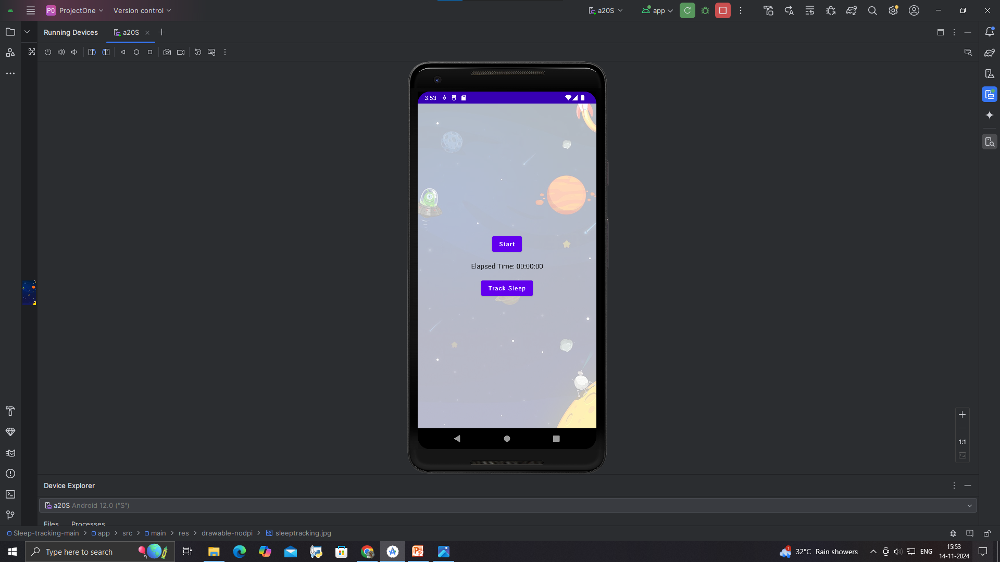 PO ProjectOne Version control a20S app
Running Devices a20S
3:53
Start
Elapsed Time: 00:00:00
Track Sleep
1:1
Device Explorer
a20S Android 12.0 ("S")
Files Processes
Sleep-tracking-main app src main res drawable-nodpi sleeptracking.jpg
Type here to search 1 32°C Rain showers ENG 15:53
14-11-2024